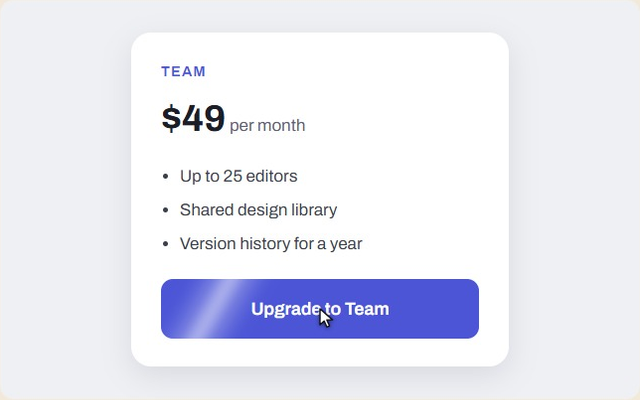 TEAM
$49 per month
Up to 25 editors
Shared design library
Version history for a year
Upgrade to Team